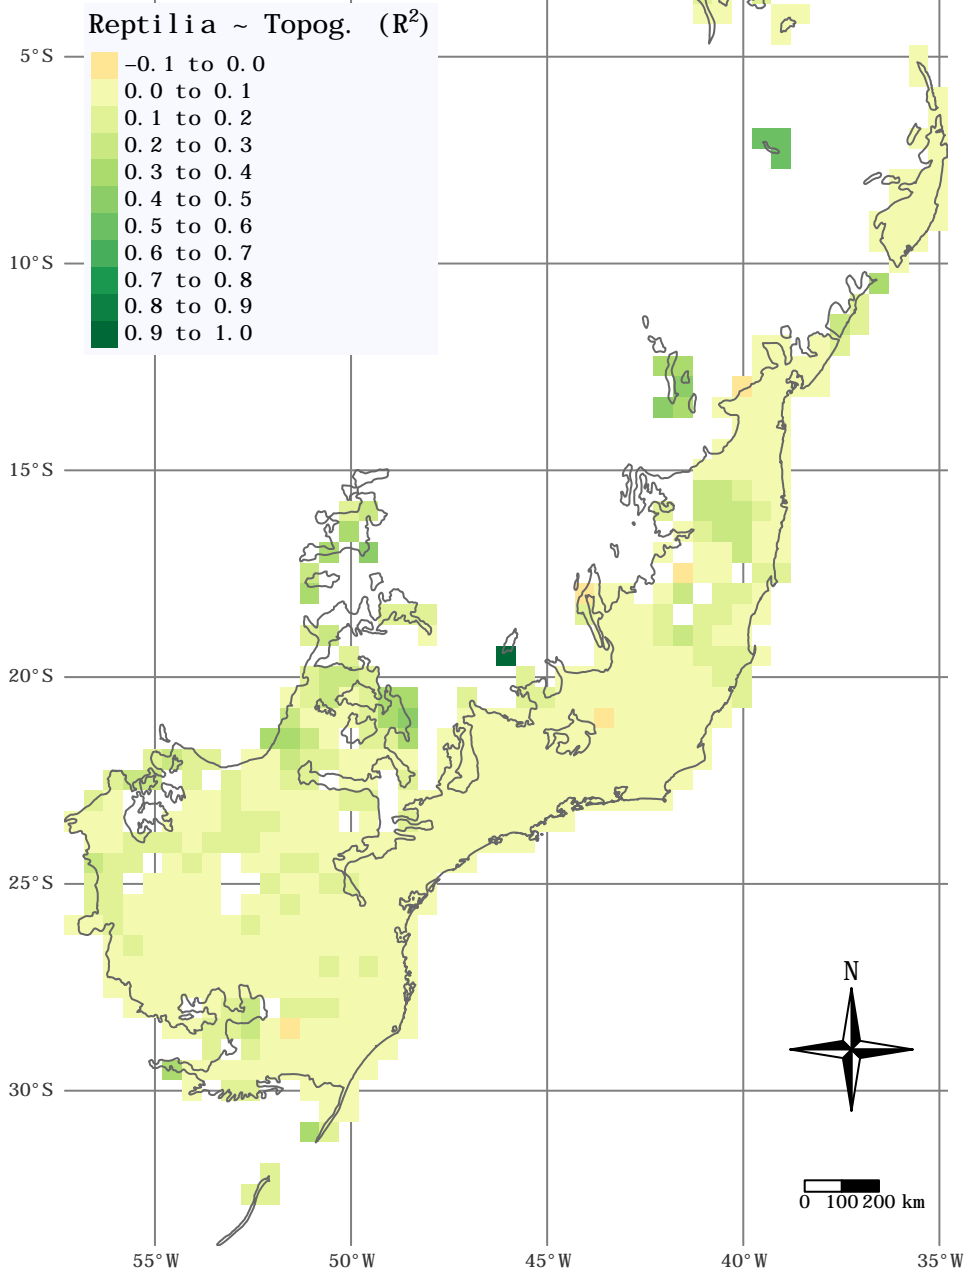 Reptilia ~ Topog. (R²)
−0.1 to 0.0
0.0 to 0.1
0.1 to 0.2
0.2 to 0.3
0.3 to 0.4
0.4 to 0.5
0.5 to 0.6
0.6 to 0.7
0.7 to 0.8
0.8 to 0.9
0.9 to 1.0
5°S
10°S
15°S
20°S
25°S
30°S
N
0 100 200 km
55°W 50°W 45°W 40°W 35°W